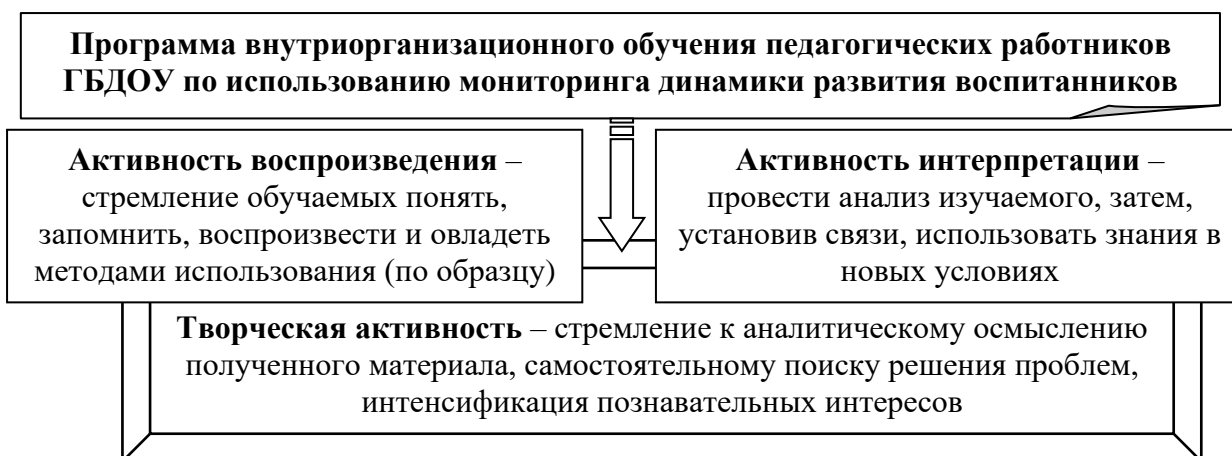 Программа внутриорганизационного обучения педагогических работников
ГБДОУ по использованию мониторинга динамики развития воспитанников
Активность воспроизведения –
стремление обучаемых понять,
запомнить, воспроизвести и овладеть
методами использования (по образцу)
Активность интерпретации –
провести анализ изучаемого, затем,
установив связи, использовать знания в
новых условиях
Творческая активность – стремление к аналитическому осмыслению
полученного материала, самостоятельному поиску решения проблем,
интенсификация познавательных интересов